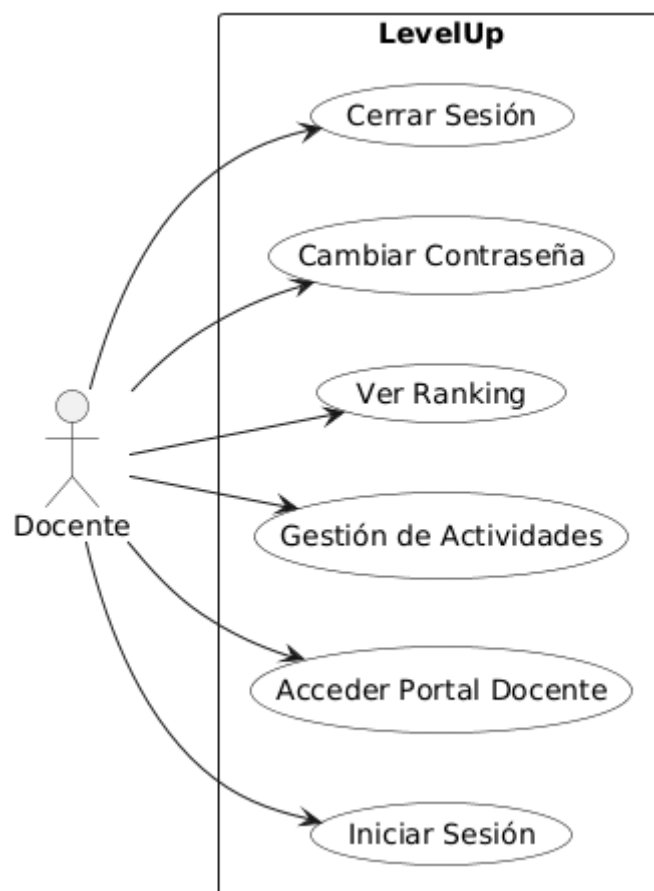 LevelUp
Cerrar Sesión
Cambiar Contraseña
Ver Ranking
Gestión de Actividades
Docente
Acceder Portal Docente
Iniciar Sesión